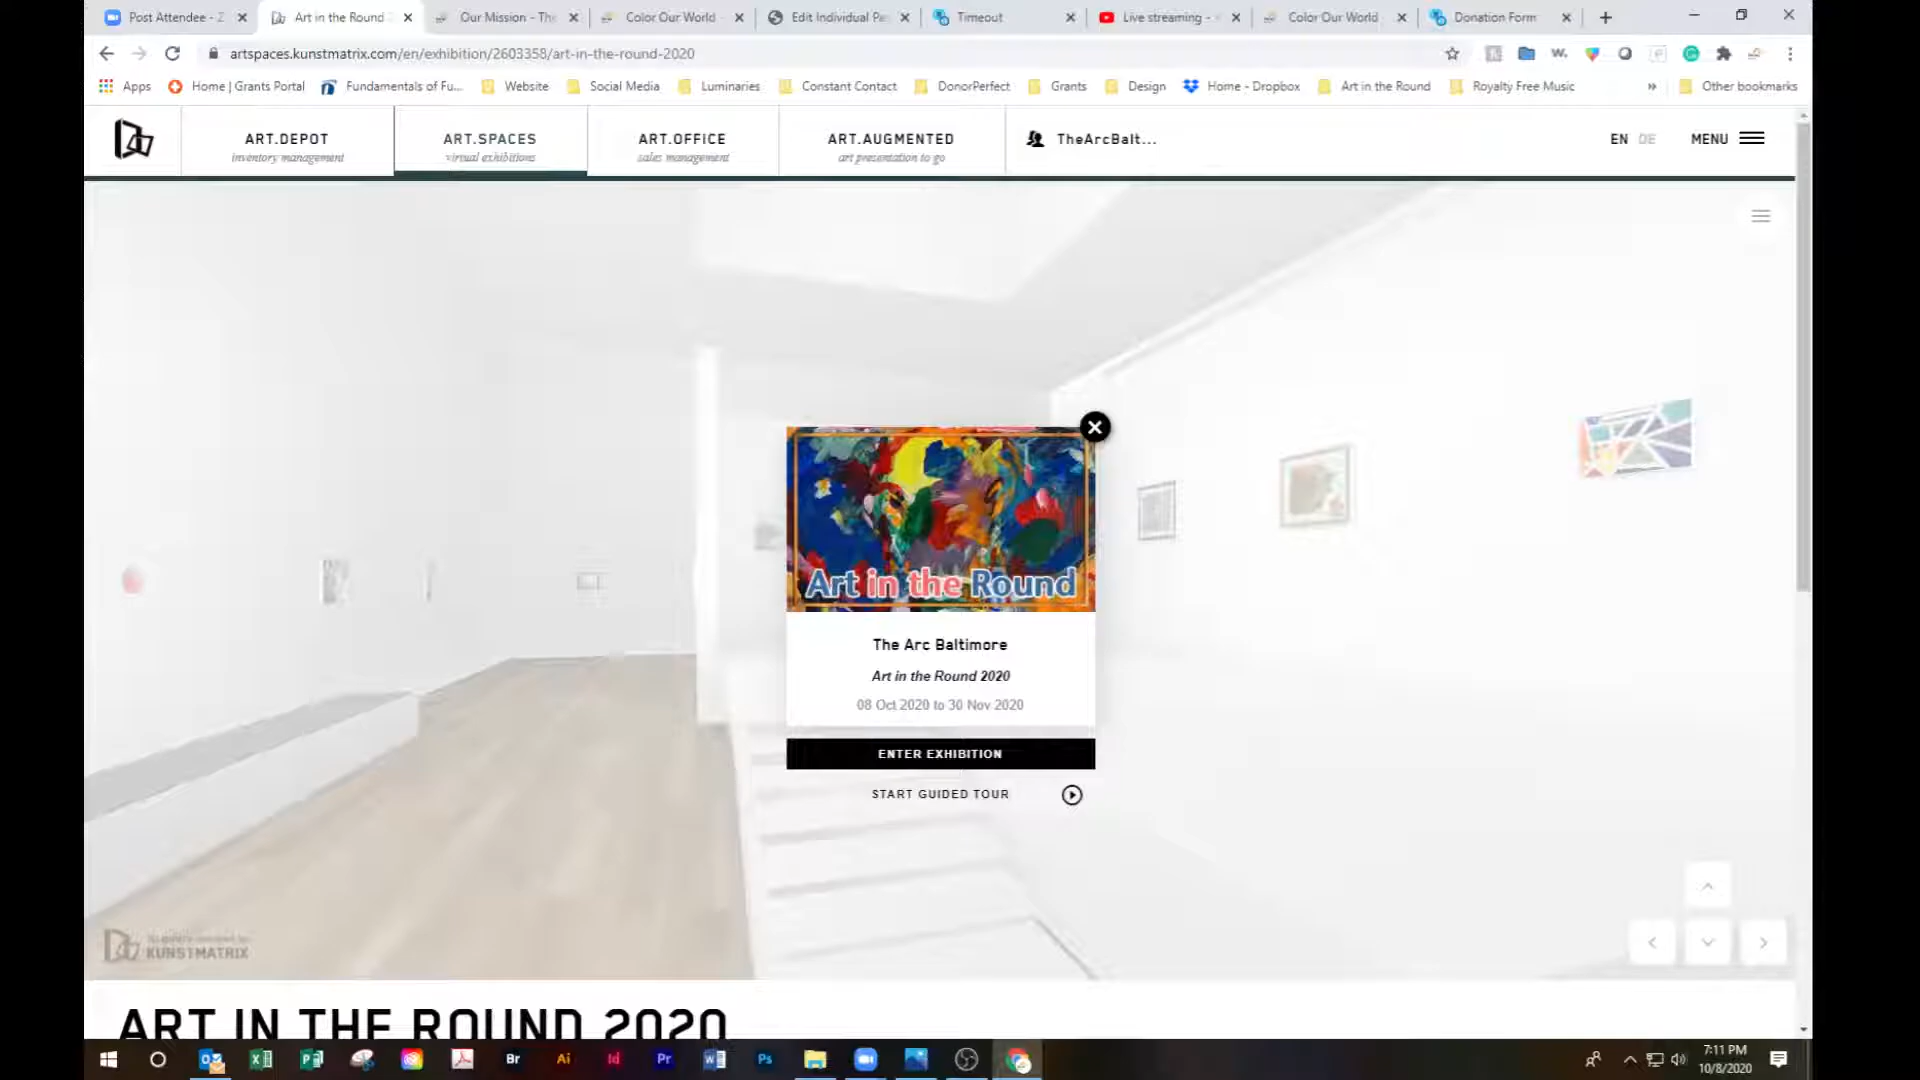 Post Attendee - Z
Art in the Round
Our Mission - The
Color Our World
Edit Individual Pa
Timeout
Live streaming -
Color Our World
Donation Form
artspaces.kunstmatrix.com/en/exhibition/2603358/art-in-the-round-2020
Apps
Home | Grants Portal
Fundamentals of Fu...
Website
Social Media
Luminaries
Constant Contact
DonorPerfect
Grants
Design
Home - Dropbox
Art in the Round
Royalty Free Music
»
Other bookmarks
ART.DEPOT
inventory management
ART.SPACES
virtual exhibitions
ART.OFFICE
sales management
ART.AUGMENTED
art presentation to go
TheArcBalt...
EN DE
MENU
Art in the Round
The Arc Baltimore
Art in the Round 2020
08 Oct 2020 to 30 Nov 2020
ENTER EXHIBITION
START GUIDED TOUR
KUNSTMATRIX
ART IN THE ROUND 2020
Br
Ai
Id
Pr
Ps
7:11 PM
10/8/2020